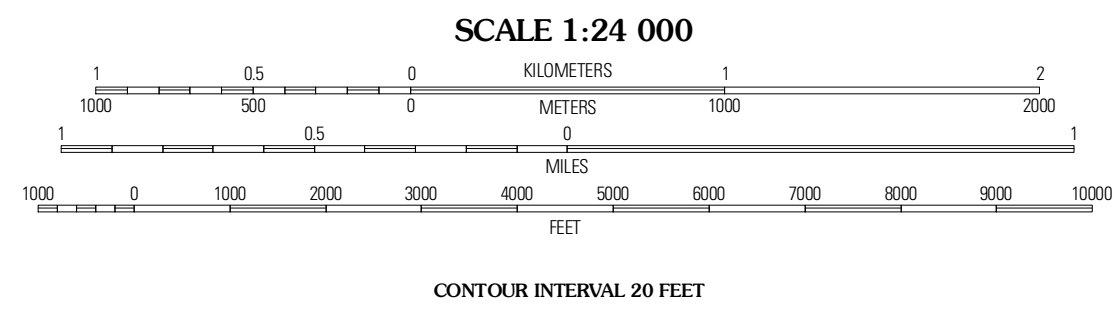 SCALE 1:24 000
1 0.5 0 KILOMETERS 1 2
1000 500 0 METERS 1000 2000
1 0.5 0 1
MILES
1000 0 1000 2000 3000 4000 5000 6000 7000 8000 9000 10000
FEET
CONTOUR INTERVAL 20 FEET